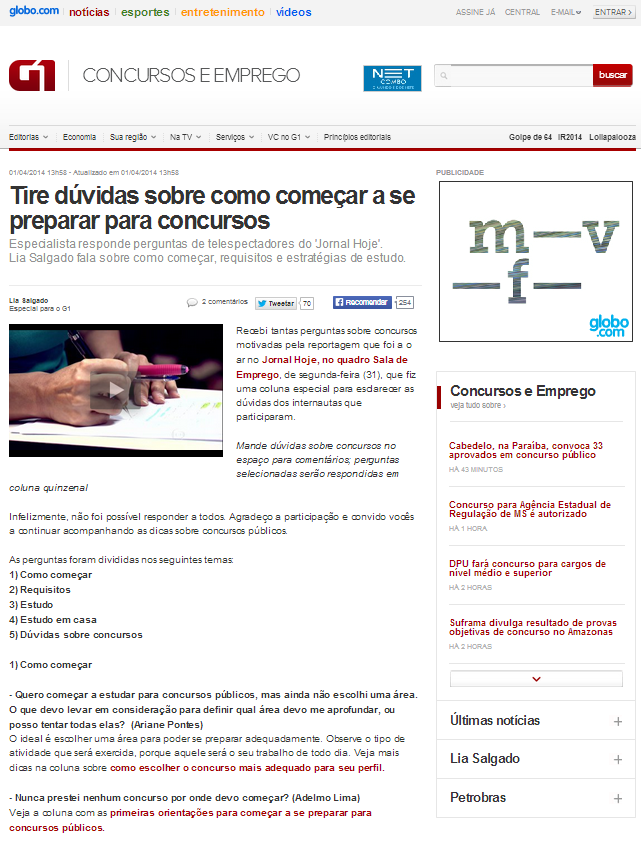 globo.com notícias esportes entretenimento vídeos ASSINE JÁ CENTRAL E-MAIL ENTRAR ›
G1 CONCURSOS E EMPREGO NET COMBO buscar
Editorias Economia Sua região Na TV Serviços VC no G1 Princípios editoriais Golpe de 64 IR2014 Lollapalooza
01/04/2014 13h58 - Atualizado em 01/04/2014 13h58
Tire dúvidas sobre como começar a se
preparar para concursos
Especialista responde perguntas de telespectadores do 'Jornal Hoje'.
Lia Salgado fala sobre como começar, requisitos e estratégias de estudo.
Lia Salgado
Especial para o G1
2 comentários Tweetar 70 Recomendar 254
Recebi tantas perguntas sobre concursos
motivadas pela reportagem que foi a o
ar no Jornal Hoje, no quadro Sala de
Emprego, de segunda-feira (31), que fiz
uma coluna especial para esclarecer as
dúvidas dos internautas que
participaram.
Mande dúvidas sobre concursos no
espaço para comentários; perguntas
selecionadas serão respondidas em
coluna quinzenal
Infelizmente, não foi possível responder a todos. Agradeço a participação e convido vocês
a continuar acompanhando as dicas sobre concursos públicos.
As perguntas foram divididas nos seguintes temas:
1) Como começar
2) Requisitos
3) Estudo
4) Estudo em casa
5) Dúvidas sobre concursos
1) Como começar
- Quero começar a estudar para concursos públicos, mas ainda não escolhi uma área.
O que devo levar em consideração para definir qual área devo me aprofundar, ou
posso tentar todas elas? (Ariane Pontes)
O ideal é escolher uma área para poder se preparar adequadamente. Observe o tipo de
atividade que será exercida, porque aquele será o seu trabalho de todo dia. Veja mais
dicas na coluna sobre como escolher o concurso mais adequado para seu perfil.
- Nunca prestei nenhum concurso por onde devo começar? (Adelmo Lima)
Veja a coluna com as primeiras orientações para começar a se preparar para
concursos públicos.
PUBLICIDADE
m—v
—f—
globo
.com
Concursos e Emprego
veja tudo sobre ›
Cabedelo, na Paraíba, convoca 33
aprovados em concurso público
HÁ 43 MINUTOS
Concurso para Agência Estadual de
Regulação de MS é autorizado
HÁ 1 HORA
DPU fará concurso para cargos de
nível médio e superior
HÁ 2 HORAS
Suframa divulga resultado de provas
objetivas de concurso no Amazonas
HÁ 2 HORAS
Últimas notícias +
Lia Salgado +
Petrobras +